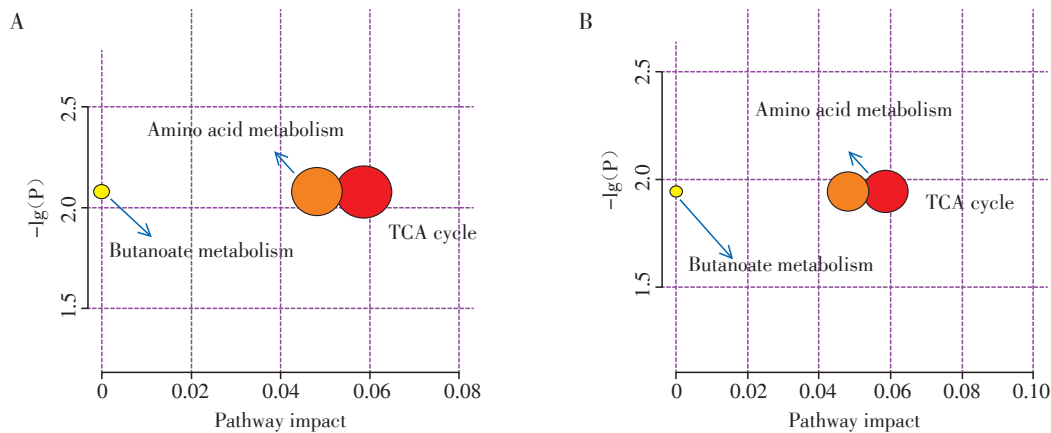 A
−lg(P)
2.5
2.0
1.5
Amino acid metabolism
TCA cycle
Butanoate metabolism
0 0.02 0.04 0.06 0.08
Pathway impact
B
2.5
2.0
1.5
Amino acid metabolism
TCA cycle
Butanoate metabolism
−lg(P)
0 0.02 0.04 0.06 0.08 0.10
Pathway impact